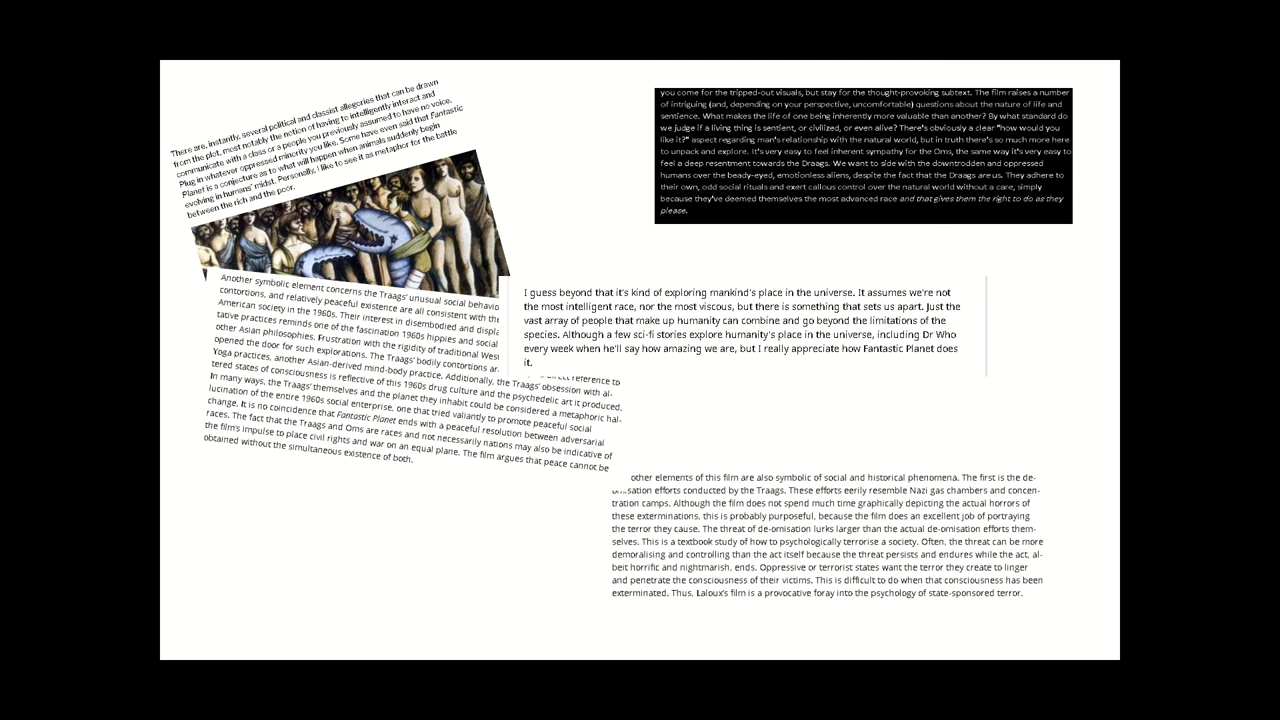 There are, instantly, several political and classist allegories that can be drawn
from the plot, most notably the notion of having to intelligently interact and
communicate with a class or a people you previously assumed to have no voice.
Plug in whatever oppressed minority you like. Some have even said that Fantastic
Planet is a conjecture as to what will happen when animals suddenly begin
evolving in humans' midst. Personally, I like to see it as metaphor for the battle
between the rich and the poor.
you come for the tripped-out visuals, but stay for the thought-provoking subtext. The film raises a number
of intriguing (and, depending on your perspective, uncomfortable) questions about the nature of life and
sentience. What makes the life of one being inherently more valuable than another? By what standard do
we judge if a living thing is sentient, or civilized, or even alive? There's obviously a clear "how would you
like it?" aspect regarding man's relationship with the natural world, but in truth there's so much more here
to unpack and explore. It's very easy to feel inherent sympathy for the Oms, the same way it's very easy to
feel a deep resentment towards the Draags. We want to side with the downtrodden and oppressed
humans over the beady-eyed, emotionless aliens, despite the fact that the Draags are us. They adhere to
their own, odd social rituals and exert callous control over the natural world without a care, simply
because they've deemed themselves the most advanced race and that gives them the right to do as they
please.
Another symbolic element concerns the Traags' unusual social behavio
contortions, and relatively peaceful existence are all consistent with the
American society in the 1960s. Their interest in disembodied and displa
tative practices reminds one of the fascination 1960s hippies and social
other Asian philosophies. Frustration with the rigidity of traditional West
opened the door for such explorations. The Traags' bodily contortions ar
Yoga practices, another Asian-derived mind-body practice. Additionally, the Traags' obsession with al-
tered states of consciousness is reflective of this 1960s drug culture and the psychedelic art it produced.
In many ways, the Traags' themselves and the planet they inhabit could be considered a metaphoric hal-
lucination of the entire 1960s social enterprise, one that tried valiantly to promote peaceful social
change. It is no coincidence that Fantastic Planet ends with a peaceful resolution between adversarial
races. The fact that the Traags and Oms are races and not necessarily nations may also be indicative of
the film's impulse to place civil rights and war on an equal plane. The film argues that peace cannot be
obtained without the simultaneous existence of both.
I guess beyond that it's kind of exploring mankind's place in the universe. It assumes we're not
the most intelligent race, nor the most viscous, but there is something that sets us apart. Just the
vast array of people that make up humanity can combine and go beyond the limitations of the
species. Although a few sci-fi stories explore humanity's place in the universe, including Dr Who
every week when he'll say how amazing we are, but I really appreciate how Fantastic Planet does
it.
reference to
other elements of this film are also symbolic of social and historical phenomena. The first is the de-
sation efforts conducted by the Traags. These efforts eerily resemble Nazi gas chambers and concen-
tration camps. Although the film does not spend much time graphically depicting the actual horrors of
these exterminations, this is probably purposeful, because the film does an excellent job of portraying
the terror they cause. The threat of de-omisation lurks larger than the actual de-omisation efforts them-
selves. This is a textbook study of how to psychologically terrorise a society. Often, the threat can be more
demoralising and controlling than the act itself because the threat persists and endures while the act, al-
beit horrific and nightmarish, ends. Oppressive or terrorist states want the terror they create to linger
and penetrate the consciousness of their victims. This is difficult to do when that consciousness has been
exterminated. Thus, Laloux's film is a provocative foray into the psychology of state-sponsored terror.